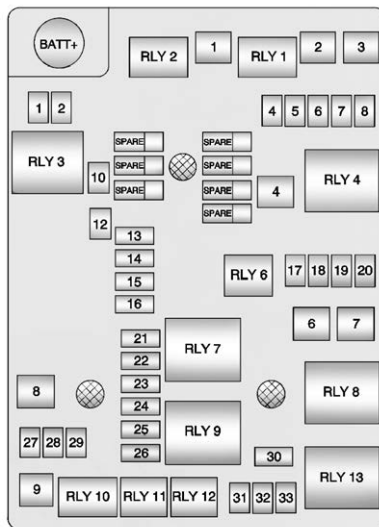 BATT+
RLY 2
1
RLY 1
2
3
1 2
4 5 6 7 8
RLY 3
SPARE
SPARE
SPARE
SPARE
SPARE
SPARE
SPARE
10
4
RLY 4
12
13
14
15
16
RLY 6
17 18 19 20
6
7
21
22
23
24
25
26
RLY 7
8
RLY 8
RLY 9
27 28 29
30
9
RLY 10
RLY 11
RLY 12
31 32 33
RLY 13